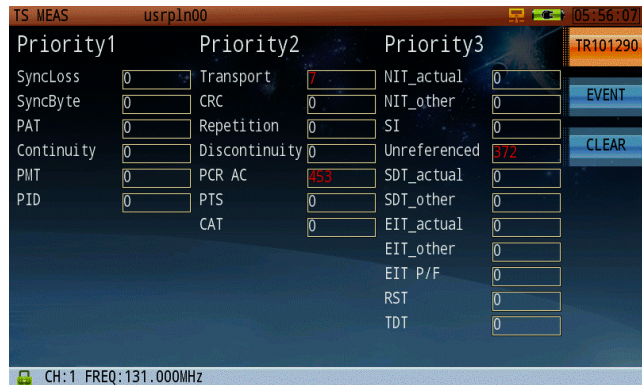 TS MEAS usrpln00 05:56:07
Priority1 Priority2 Priority3 TR101290
SyncLoss 0 Transport 7 NIT_actual 0
SyncByte 0 CRC 0 NIT_other 0 EVENT
PAT 0 Repetition 0 SI 0
Continuity 0 Discontinuity 0 Unreferenced 372 CLEAR
PMT 0 PCR AC 453 SDT_actual 0
PID 0 PTS 0 SDT_other 0
CAT 0 EIT_actual 0
EIT_other 0
EIT P/F 0
RST 0
TDT 0
CH:1 FREQ:131.000MHz